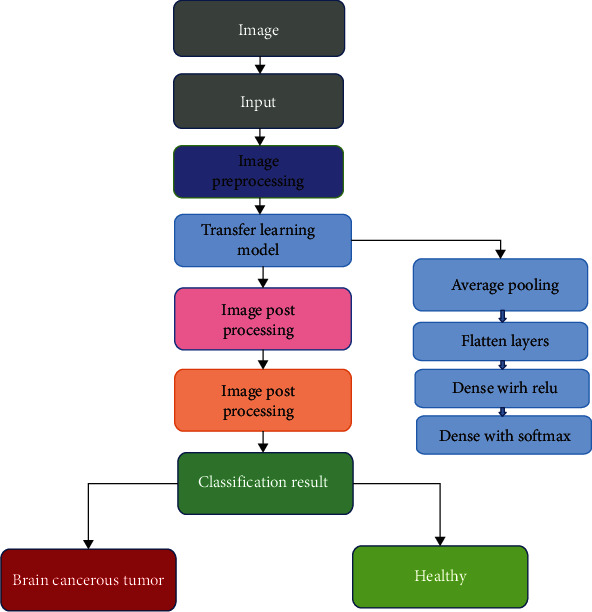 Image
Input
Image
preprocessing
Transfer learning
model
Average pooling
Flatten layers
Dense wirh relu
Dense with softmax
Image post
processing
Image post
processing
Classification result
Brain cancerous tumor
Healthy